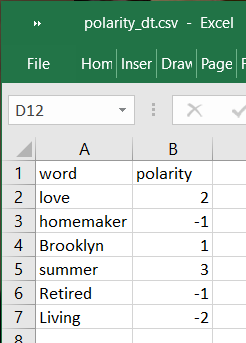 polarity_dt.csv - Excel
File Hom Inser Draw Page F
D12
A B
1 word polarity
2 love 2
3 homemaker -1
4 Brooklyn 1
5 summer 3
6 Retired -1
7 Living -2